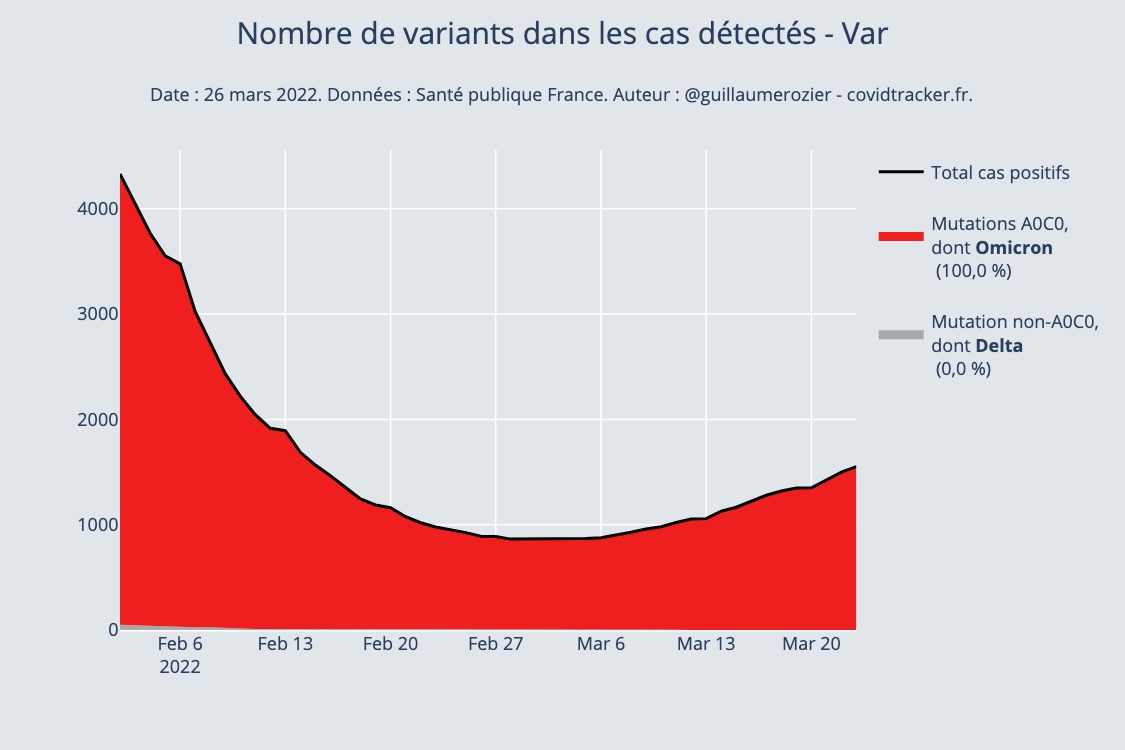 Nombre de variants dans les cas détectés - Var
Date : 26 mars 2022. Données : Santé publique France. Auteur : @guillaumerozier - covidtracker.fr.
Total cas positifs
Mutations A0C0,
dont Omicron
(100,0 %)
Mutation non-A0C0,
dont Delta
(0,0 %)
4000
3000
2000
1000
0
Feb 6 Feb 13 Feb 20 Feb 27 Mar 6 Mar 13 Mar 20
2022